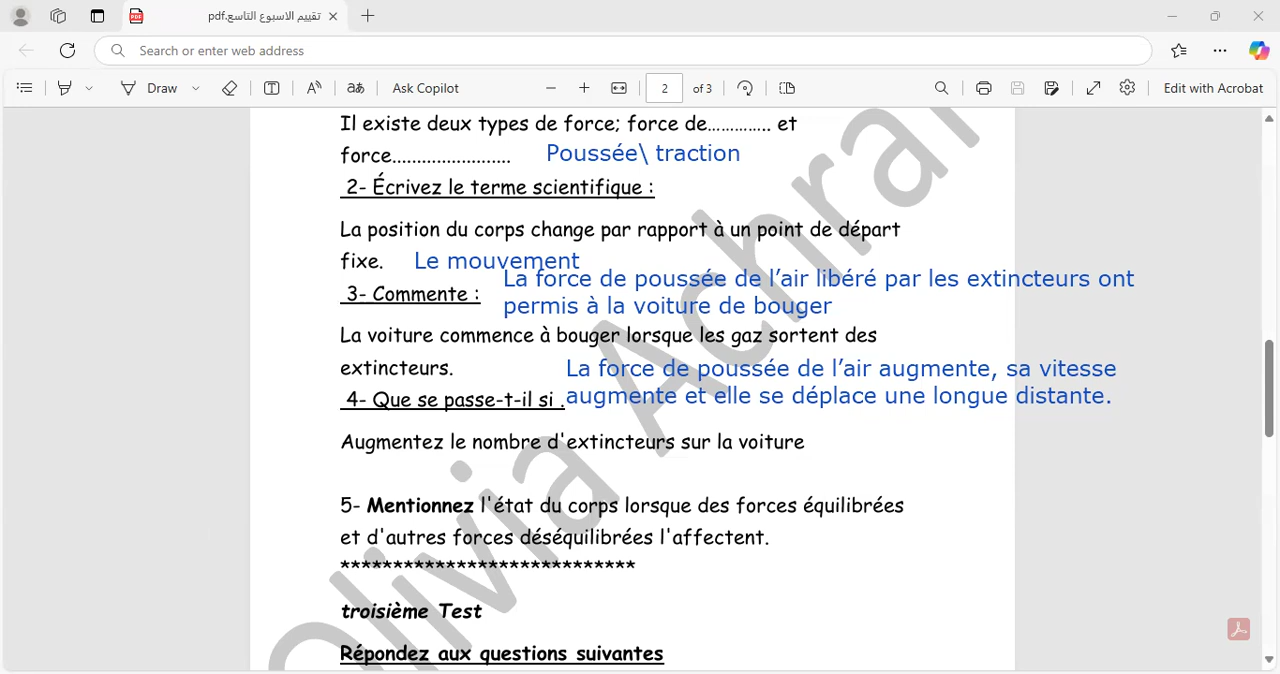 تقييم الاسبوع التاسع.pdf
Search or enter web address
Draw
Ask Copilot
2 of 3
Edit with Acrobat
Il existe deux types de force; force de............. et
force........................ Poussée\ traction
2- Écrivez le terme scientifique :
La position du corps change par rapport à un point de départ
fixe. Le mouvement
La force de poussée de l’air libéré par les extincteurs ont
3- Commente :
permis à la voiture de bouger
La voiture commence à bouger lorsque les gaz sortent des
extincteurs.
La force de poussée de l’air augmente, sa vitesse
4- Que se passe-t-il si .
augmente et elle se déplace une longue distante.
Augmentez le nombre d'extincteurs sur la voiture
5- Mentionnez l'état du corps lorsque des forces équilibrées
et d'autres forces déséquilibrées l'affectent.
****************************
troisième Test
Répondez aux questions suivantes
Olivia Achraf